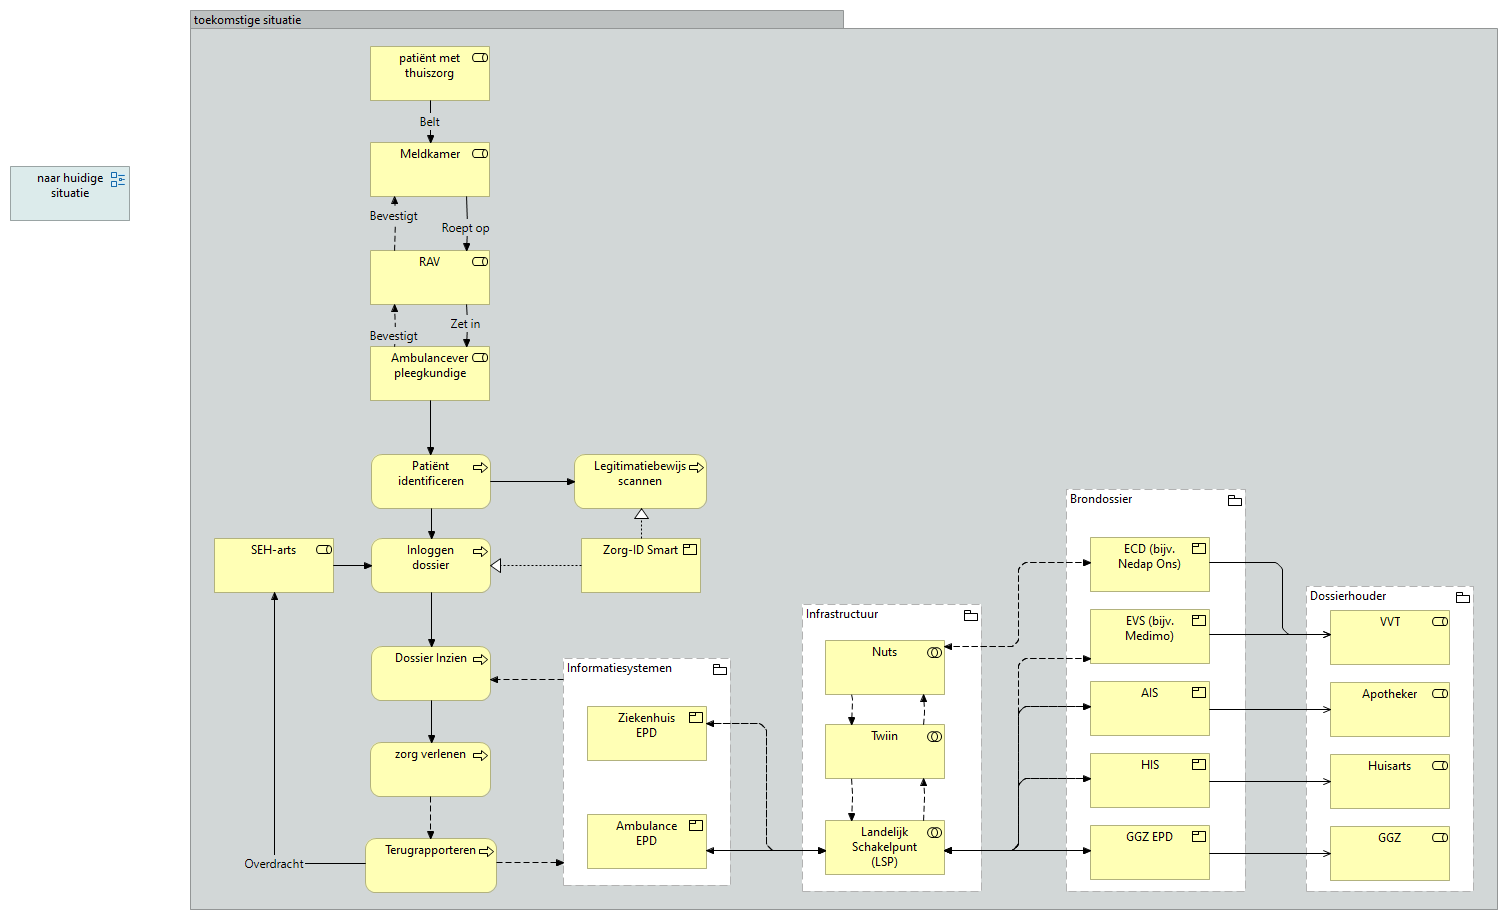 toekomstige situatie
patiënt met
thuiszorg
Belt
Meldkamer
naar huidige
situatie
Bevestigt
Roept op
RAV
Zet in
Bevestigt
Ambulancever
pleegkundige
Patiënt
identificeren
Legitimatiebewijs
scannen
SEH-arts
Inloggen
dossier
Zorg-ID Smart
Dossier Inzien
zorg verlenen
Terugrapporteren
Overdracht
Informatiesystemen
Ziekenhuis
EPD
Ambulance
EPD
Infrastructuur
Nuts
Twiin
Landelijk
Schakelpunt
(LSP)
Brondossier
ECD (bijv.
Nedap Ons)
EVS (bijv.
Medimo)
AIS
HIS
GGZ EPD
Dossierhouder
VVT
Apotheker
Huisarts
GGZ